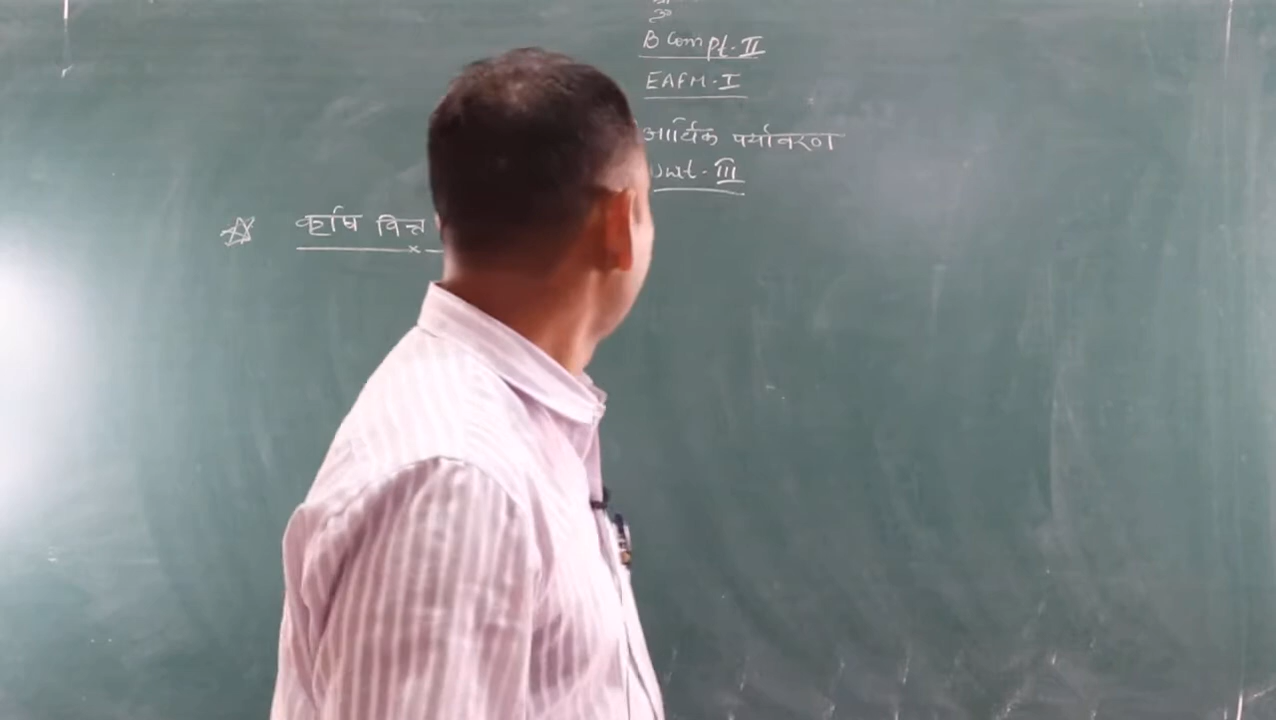 B Com Pt. II
EAFM - I
आर्थिक पर्यावरण
Unit - III
कृषि वित्त